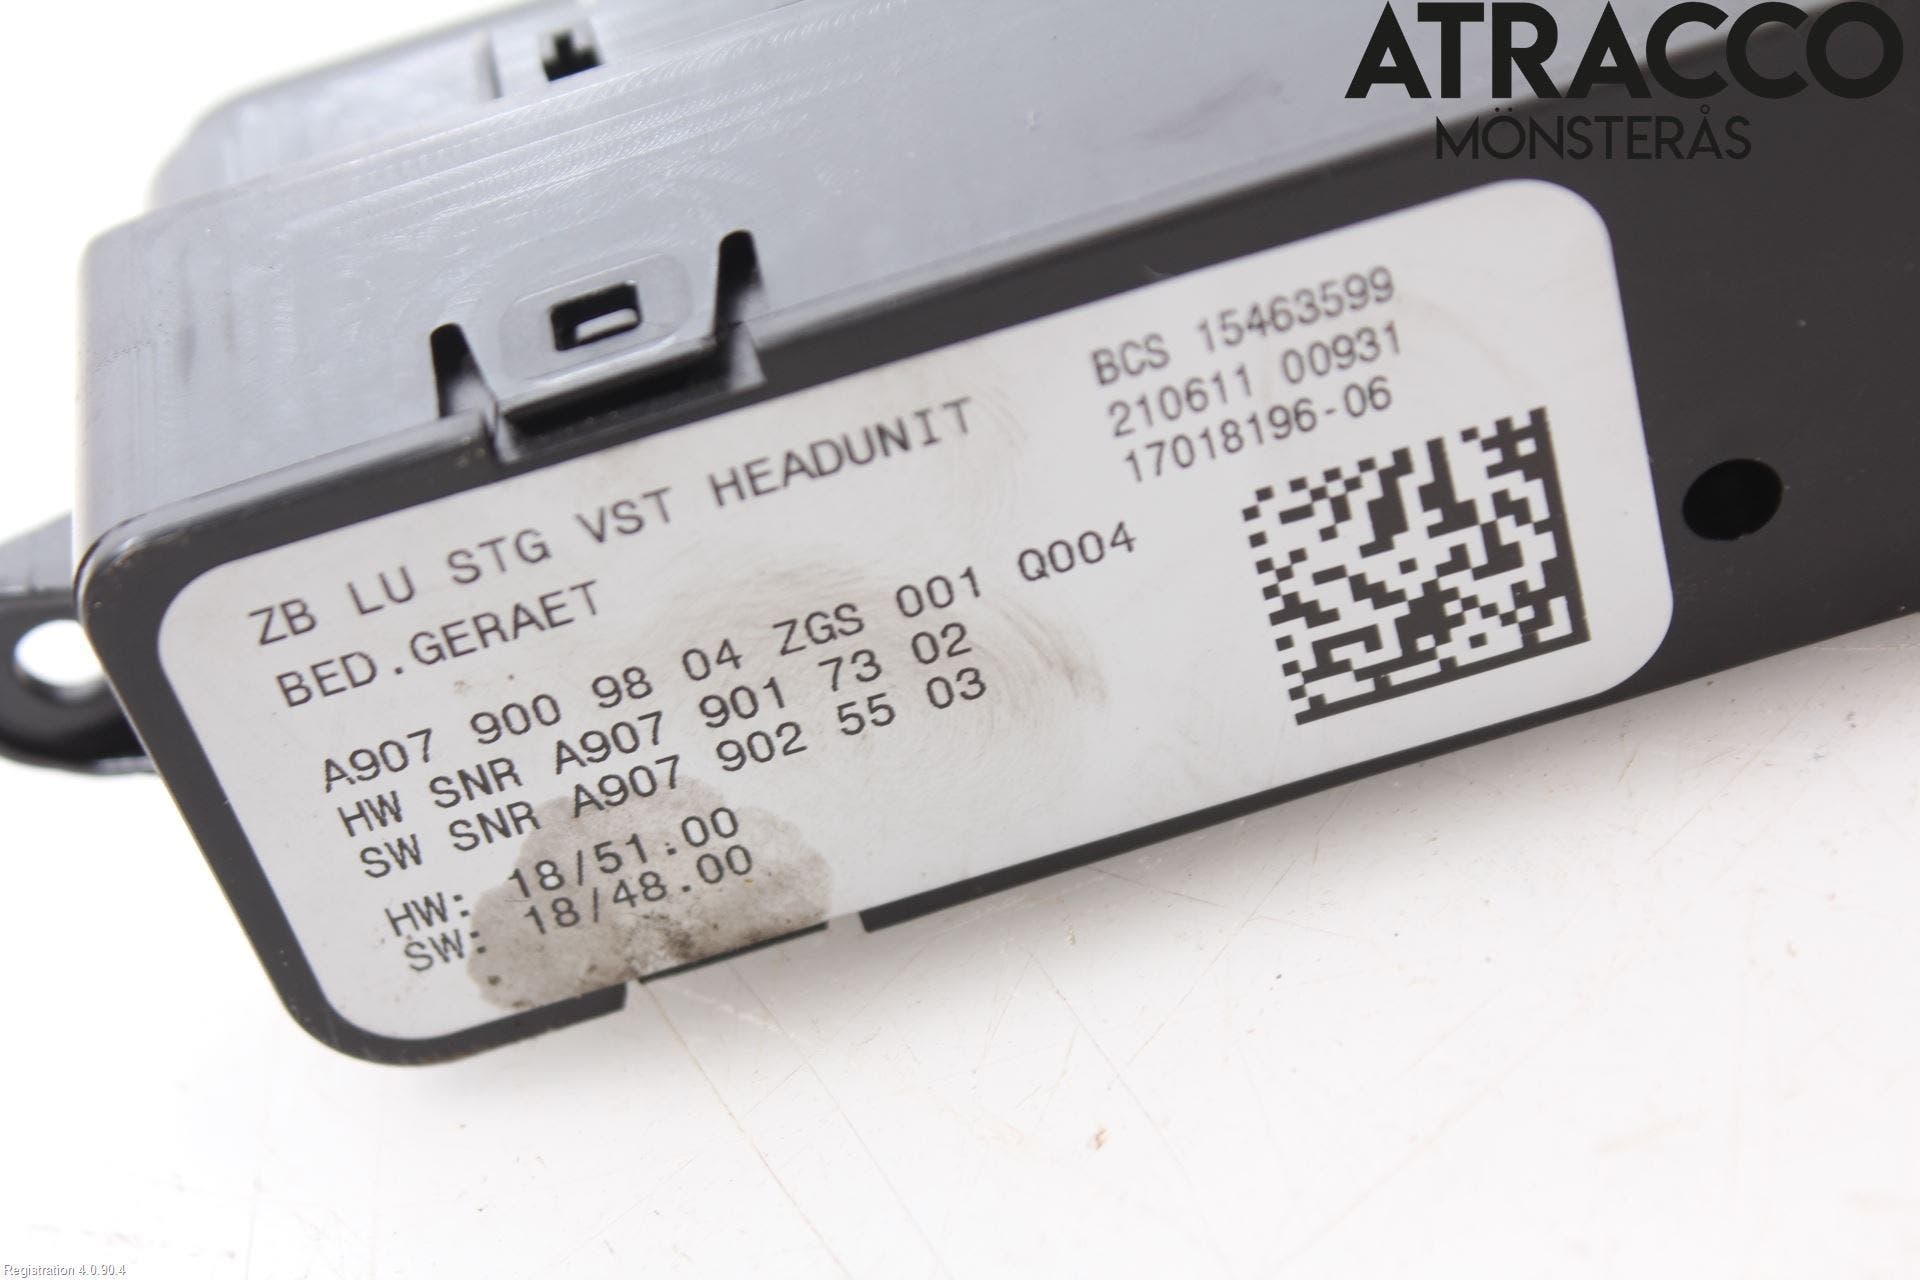 ATRACCO
MÖNSTERÅS
BCS 15463599
210611 00931
17018196-06
ZB LU STG VST HEADUNIT
BED.GERAET
A907 900 98 04 ZGS 001 Q004
HW SNR A907 901 73 02
SW SNR A907 902 55 03
HW: 18/51.00
SW: 18/48.00
Registration 4.0.90.4